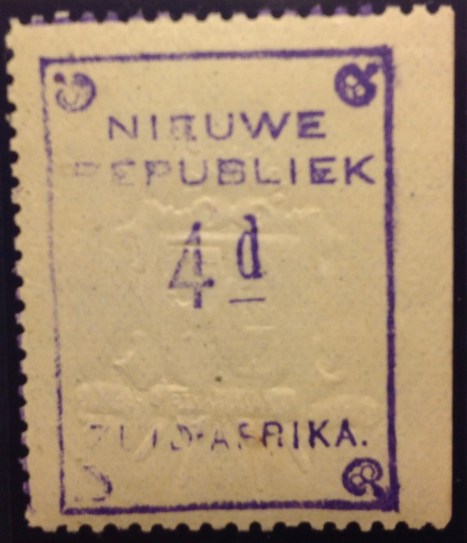 NIEUWE
REPUBLIEK
4d
ZUID-AFRIKA.